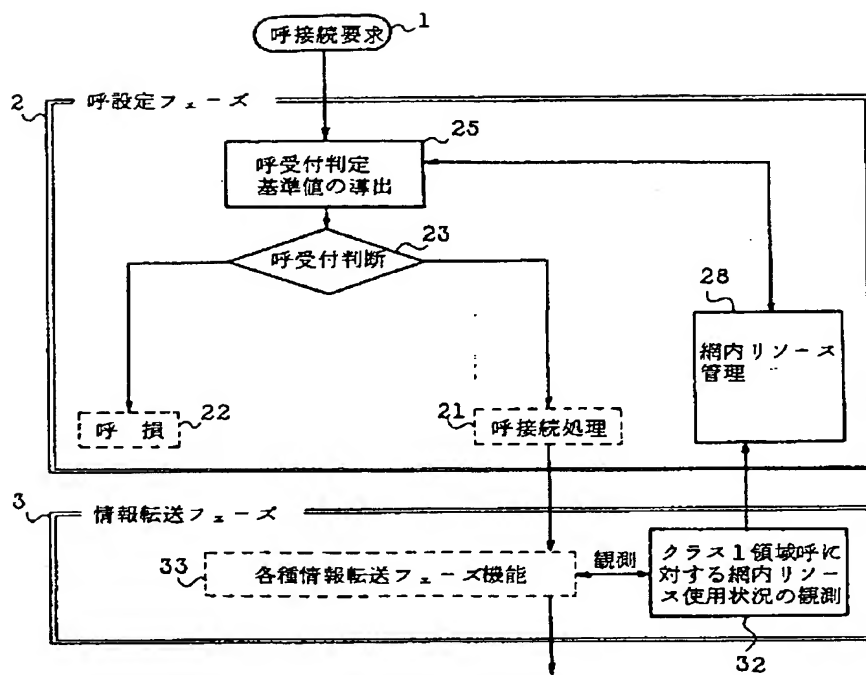 呼接続要求
1
2
呼設定フェーズ
25
呼受付判定
基準値の導出
23
呼受付判断
28
網内リソース
管理
呼 損
22
21
呼接続処理
3
情報転送フェーズ
33
各種情報転送フェーズ機能
観測
クラス1領域呼に
対する網内リソー
ス使用状況の観測
32